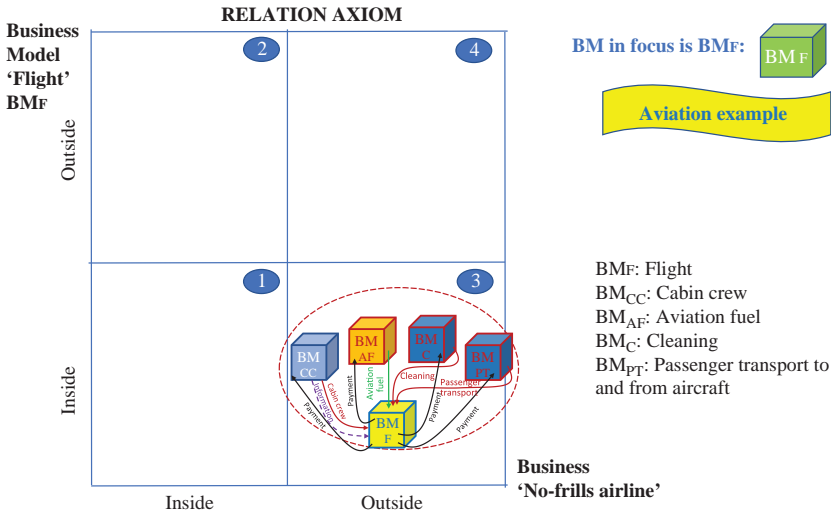 RELATION AXIOM
Business
Model
‘Flight’
BMF
2
4
BM in focus is BMF:
BM F
Aviation example
Outside
1
3
BMF: Flight
BMCC: Cabin crew
BMAF: Aviation fuel
BMC: Cleaning
BMPT: Passenger transport to
and from aircraft
Inside
BM
CC
BM
AF
BM
C
BM
PT
Payment
Information
Cabin crew
Payment
Aviation
fuel
Cleaning
Passenger
transport
Payment
Payment
BM
F
Business
‘No-frills airline’
Inside
Outside